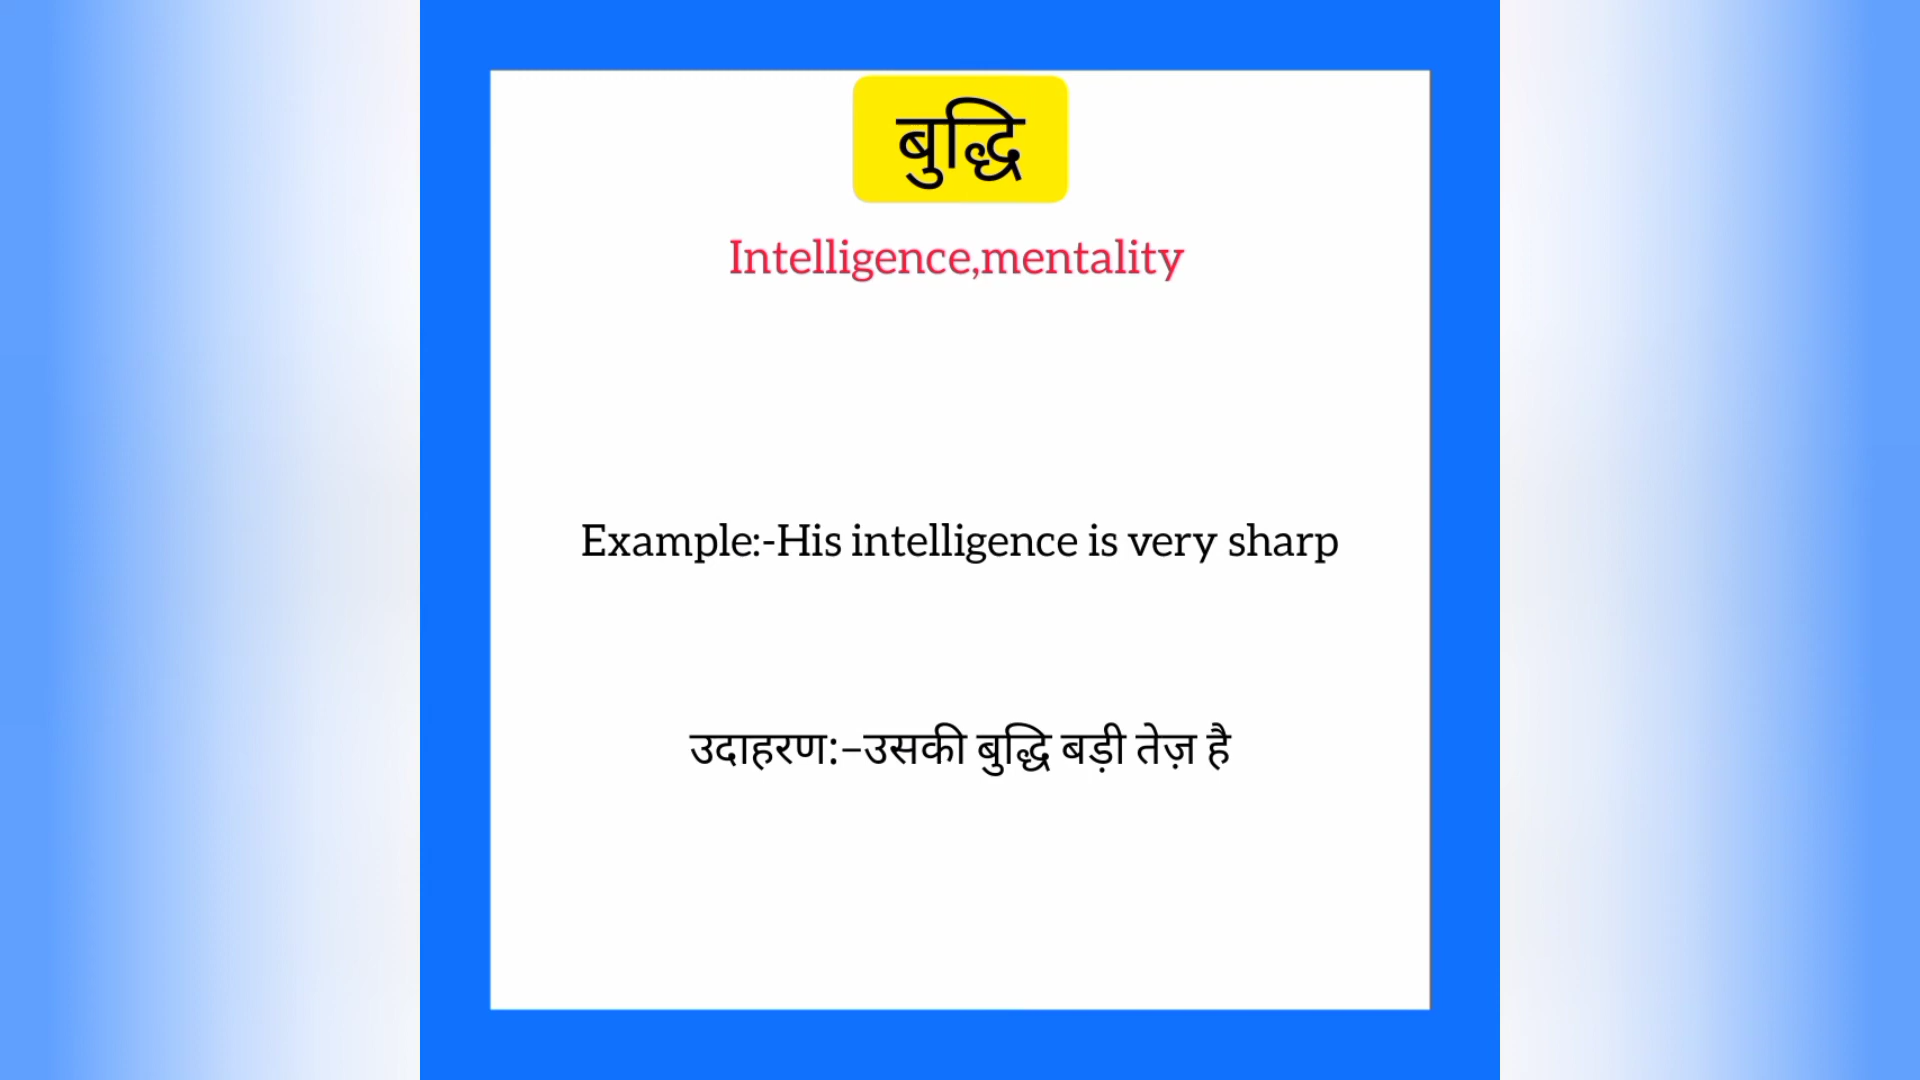 बुद्धि
Intelligence,mentality
Example:-His intelligence is very sharp
उदाहरण:–उसकी बुद्धि बड़ी तेज़ है